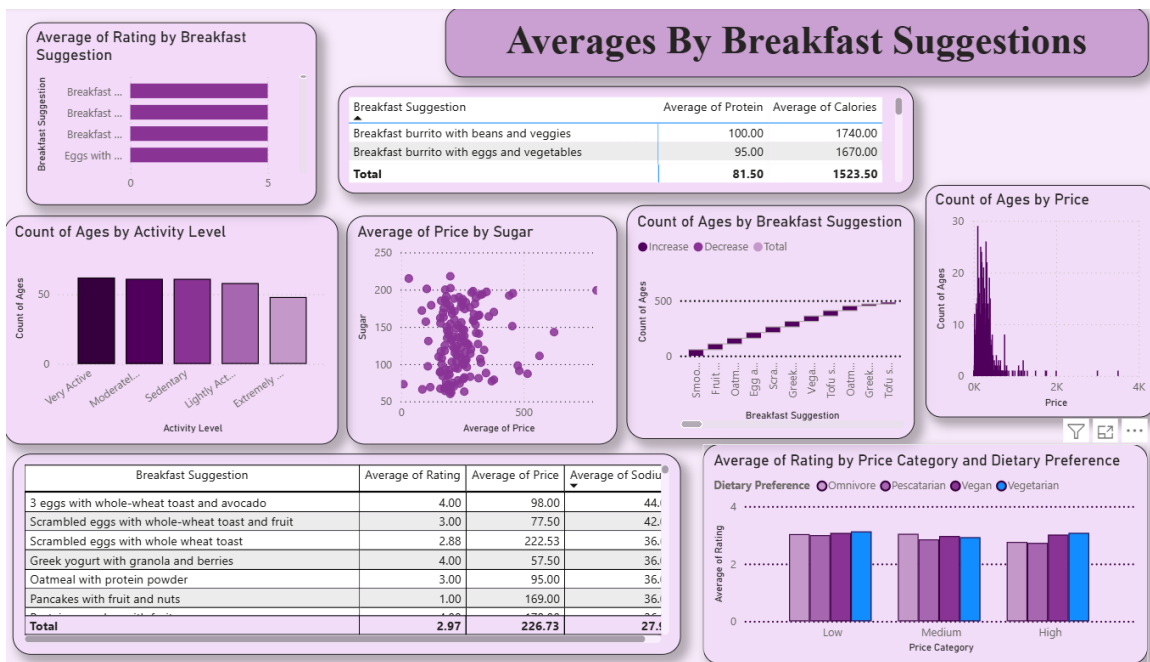 Averages By Breakfast Suggestions
Average of Rating by Breakfast
Suggestion
Breakfast Suggestion
Breakfast ...
Breakfast ...
Breakfast ...
Eggs with ...
0 5
Breakfast Suggestion Average of Protein Average of Calories
Breakfast burrito with beans and veggies 100.00 1740.00
Breakfast burrito with eggs and vegetables 95.00 1670.00
Total 81.50 1523.50
Count of Ages by Activity Level
Count of Ages
50
0
Very Active Moderatel... Sedentary Lightly Act... Extremely ...
Activity Level
Average of Price by Sugar
Sugar
250
200
150
100
50
0 500
Average of Price
Count of Ages by Breakfast Suggestion
Increase Decrease Total
Count of Ages
500
0
Smoo... Fruit ... Oatm... Egg a... Scra... Greek... Vega... Tofu s... Oatm... Greek... Tofu s...
Breakfast Suggestion
Count of Ages by Price
Count of Ages
30
20
10
0
0K 2K 4K
Price
Breakfast Suggestion Average of Rating Average of Price Average of Sodiu
3 eggs with whole-wheat toast and avocado 4.00 98.00 44.
Scrambled eggs with whole-wheat toast and fruit 3.00 77.50 42.
Scrambled eggs with whole wheat toast 2.88 222.53 36.
Greek yogurt with granola and berries 4.00 57.50 36.
Oatmeal with protein powder 3.00 95.00 36.
Pancakes with fruit and nuts 1.00 169.00 36.
Total 2.97 226.73 27.9
Average of Rating by Price Category and Dietary Preference
Dietary Preference Omnivore Pescatarian Vegan Vegetarian
Average of Rating
4
2
0
Low Medium High
Price Category